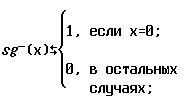 sg⁻(x)⇆
1, если x=0;
0, в остальных
случаях;